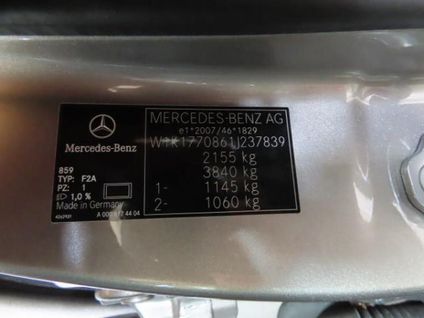 MERCEDES-BENZ AG
e1*2007/46*1829
W1K1770861J237839
2155 kg
3840 kg
1- 1145 kg
2- 1060 kg
Mercedes-Benz
859
TYP: F2A
PZ: 1
1,0 %
Made in Germany
A 000 817 44 04